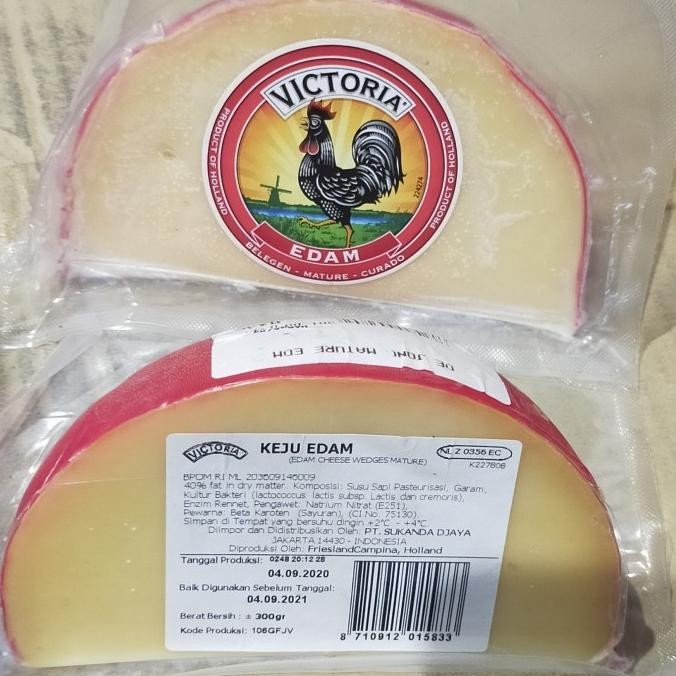 VICTORIA
PRODUCT OF HOLLAND
PRODUCT OF HOLLAND
224274
EDAM
BELEGEN - MATURE - CURADO
MATURE EDM
VICTORIA
KEJU EDAM
(EDAM CHEESE WEDGES MATURE)
NL Z 0356 EC
K227808
BPOM RI ML 203609146009
40% fat in dry matter. Komposisi: Susu Sapi Pasteurisasi, Garam,
Kultur Bakteri (lactococcus lactis subsp. Lactis dan cremoris),
Enzim Rennet, Pengawet: Natrium Nitrat (E251),
Pewarna: Beta Karoten (Sayuran), (CI No. 75130).
Simpan di Tempat yang bersuhu dingin +2°C - +4°C
Diimpor dan Didistribusikan Oleh: PT. SUKANDA DJAYA
JAKARTA 14430 - INDONESIA
Diproduksi Oleh: FrieslandCampina, Holland
Tanggal Produksi: 0248 20:12 28
04.09.2020
Baik Digunakan Sebelum Tanggal:
04.09.2021
Berat Bersih : ± 300gr
Kode Produksi: 106GFJV
8 710912 015833